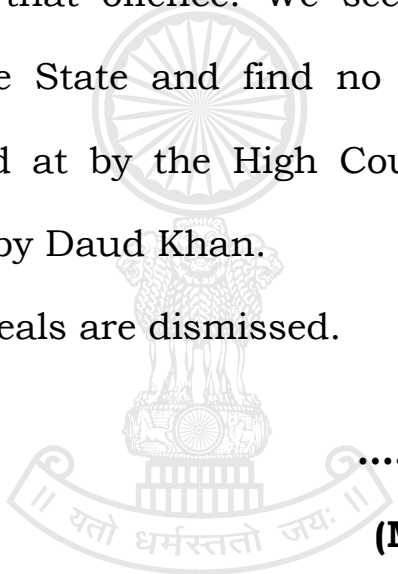 that offence. We see
e State and find no
d at by the High Cou
by Daud Khan.
eals are dismissed.
....
(M
॥ यतो धर्मस्ततो जयः ॥